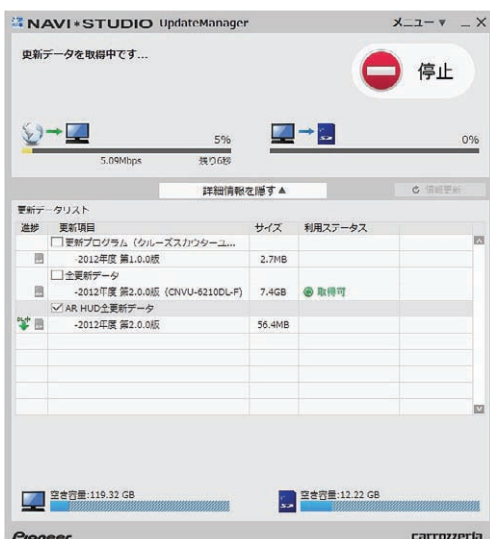 NAVI*STUDIO UpdateManager メニュー ▼ _ X
更新データを取得中です...
停止
5%
0%
5.09Mbps 残り6秒
詳細情報を隠す▲
情報更新
更新データリスト
進捗 更新項目 サイズ 利用ステータス
更新プログラム（クルーズスカウターユ...
-2012年度 第1.0.0版 2.7MB
全更新データ
-2012年度 第2.0.0版（CNVU-6210DL-F） 7.4GB 取得可
AR HUD全更新データ
-2012年度 第2.0.0版 56.4MB
空き容量:119.32 GB
空き容量:12.22 GB
Pioneer carrozzeria